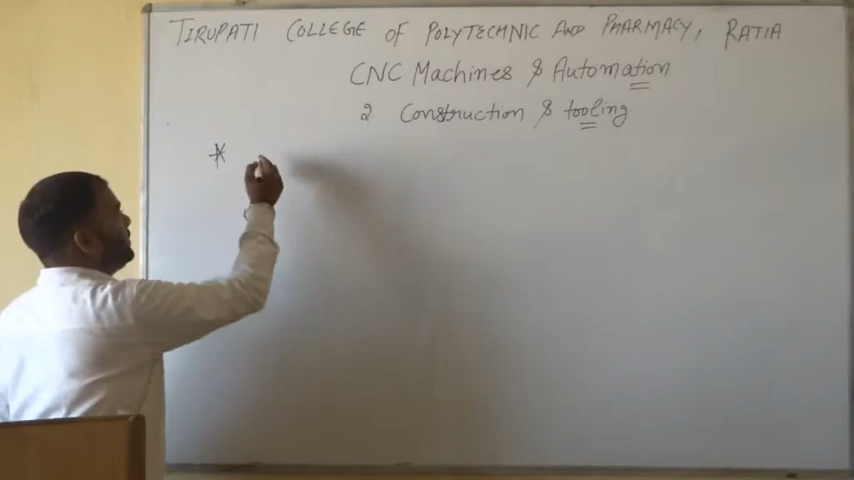 TIRUPATI COLLEGE OF POLYTECHNIC AND PHARMACY, RATIA
CNC Machines & Automation
2 Construction & tooling
*